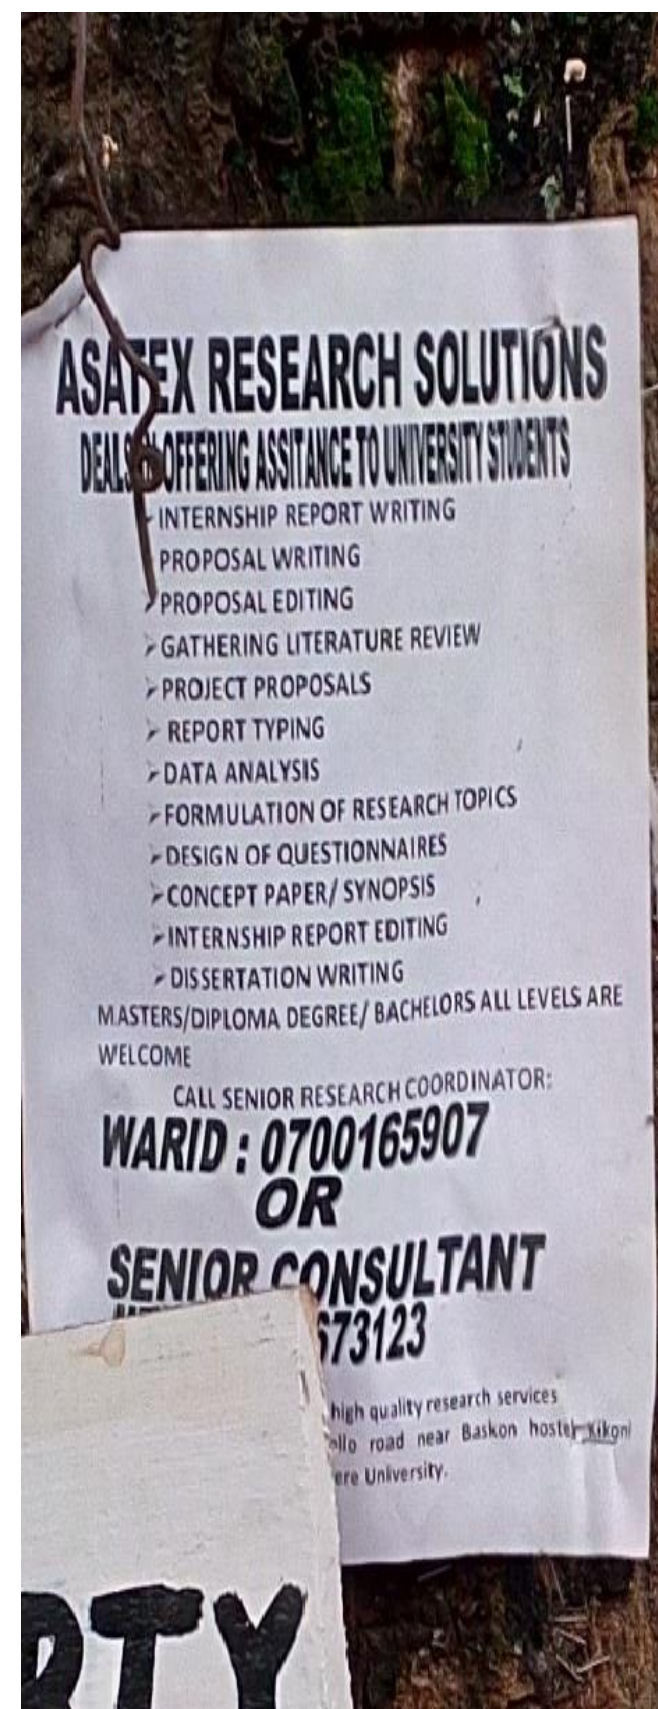 ASATEX RESEARCH SOLUTIONS
DEALS IN OFFERING ASSITANCE TO UNIVERSITY STUDENTS
INTERNSHIP REPORT WRITING
PROPOSAL WRITING
PROPOSAL EDITING
GATHERING LITERATURE REVIEW
PROJECT PROPOSALS
REPORT TYPING
DATA ANALYSIS
FORMULATION OF RESEARCH TOPICS
DESIGN OF QUESTIONNAIRES
CONCEPT PAPER/ SYNOPSIS
INTERNSHIP REPORT EDITING
DISSERTATION WRITING
MASTERS/DIPLOMA DEGREE/ BACHELORS ALL LEVELS ARE
WELCOME
CALL SENIOR RESEARCH COORDINATOR:
WARID : 0700165907
OR
SENIOR CONSULTANT
673123
high quality research services
road near Baskon hostel Kikoni
University.